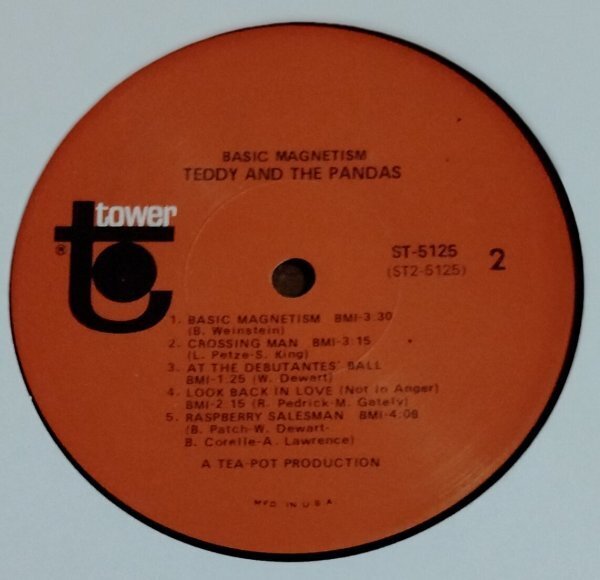 BASIC MAGNETISM
TEDDY AND THE PANDAS
tower
t
®
ST-5125
(ST2-5125)
2
1. BASIC MAGNETISM BMI-3:30
(B. Weinstein)
2. CROSSING MAN BMI-3:15
(L. Petze-S. King)
3. AT THE DEBUTANTES' BALL
BMI-1:25 (W. Dewart)
4. LOOK BACK IN LOVE (Not in Anger)
BMI-2:15 (R. Pedrick-M. Gately)
5. RASPBERRY SALESMAN BMI-4:08
(B. Patch-W. Dewart-
B. Corelle-A. Lawrence)
A TEA-POT PRODUCTION
MFD. IN U.S.A.